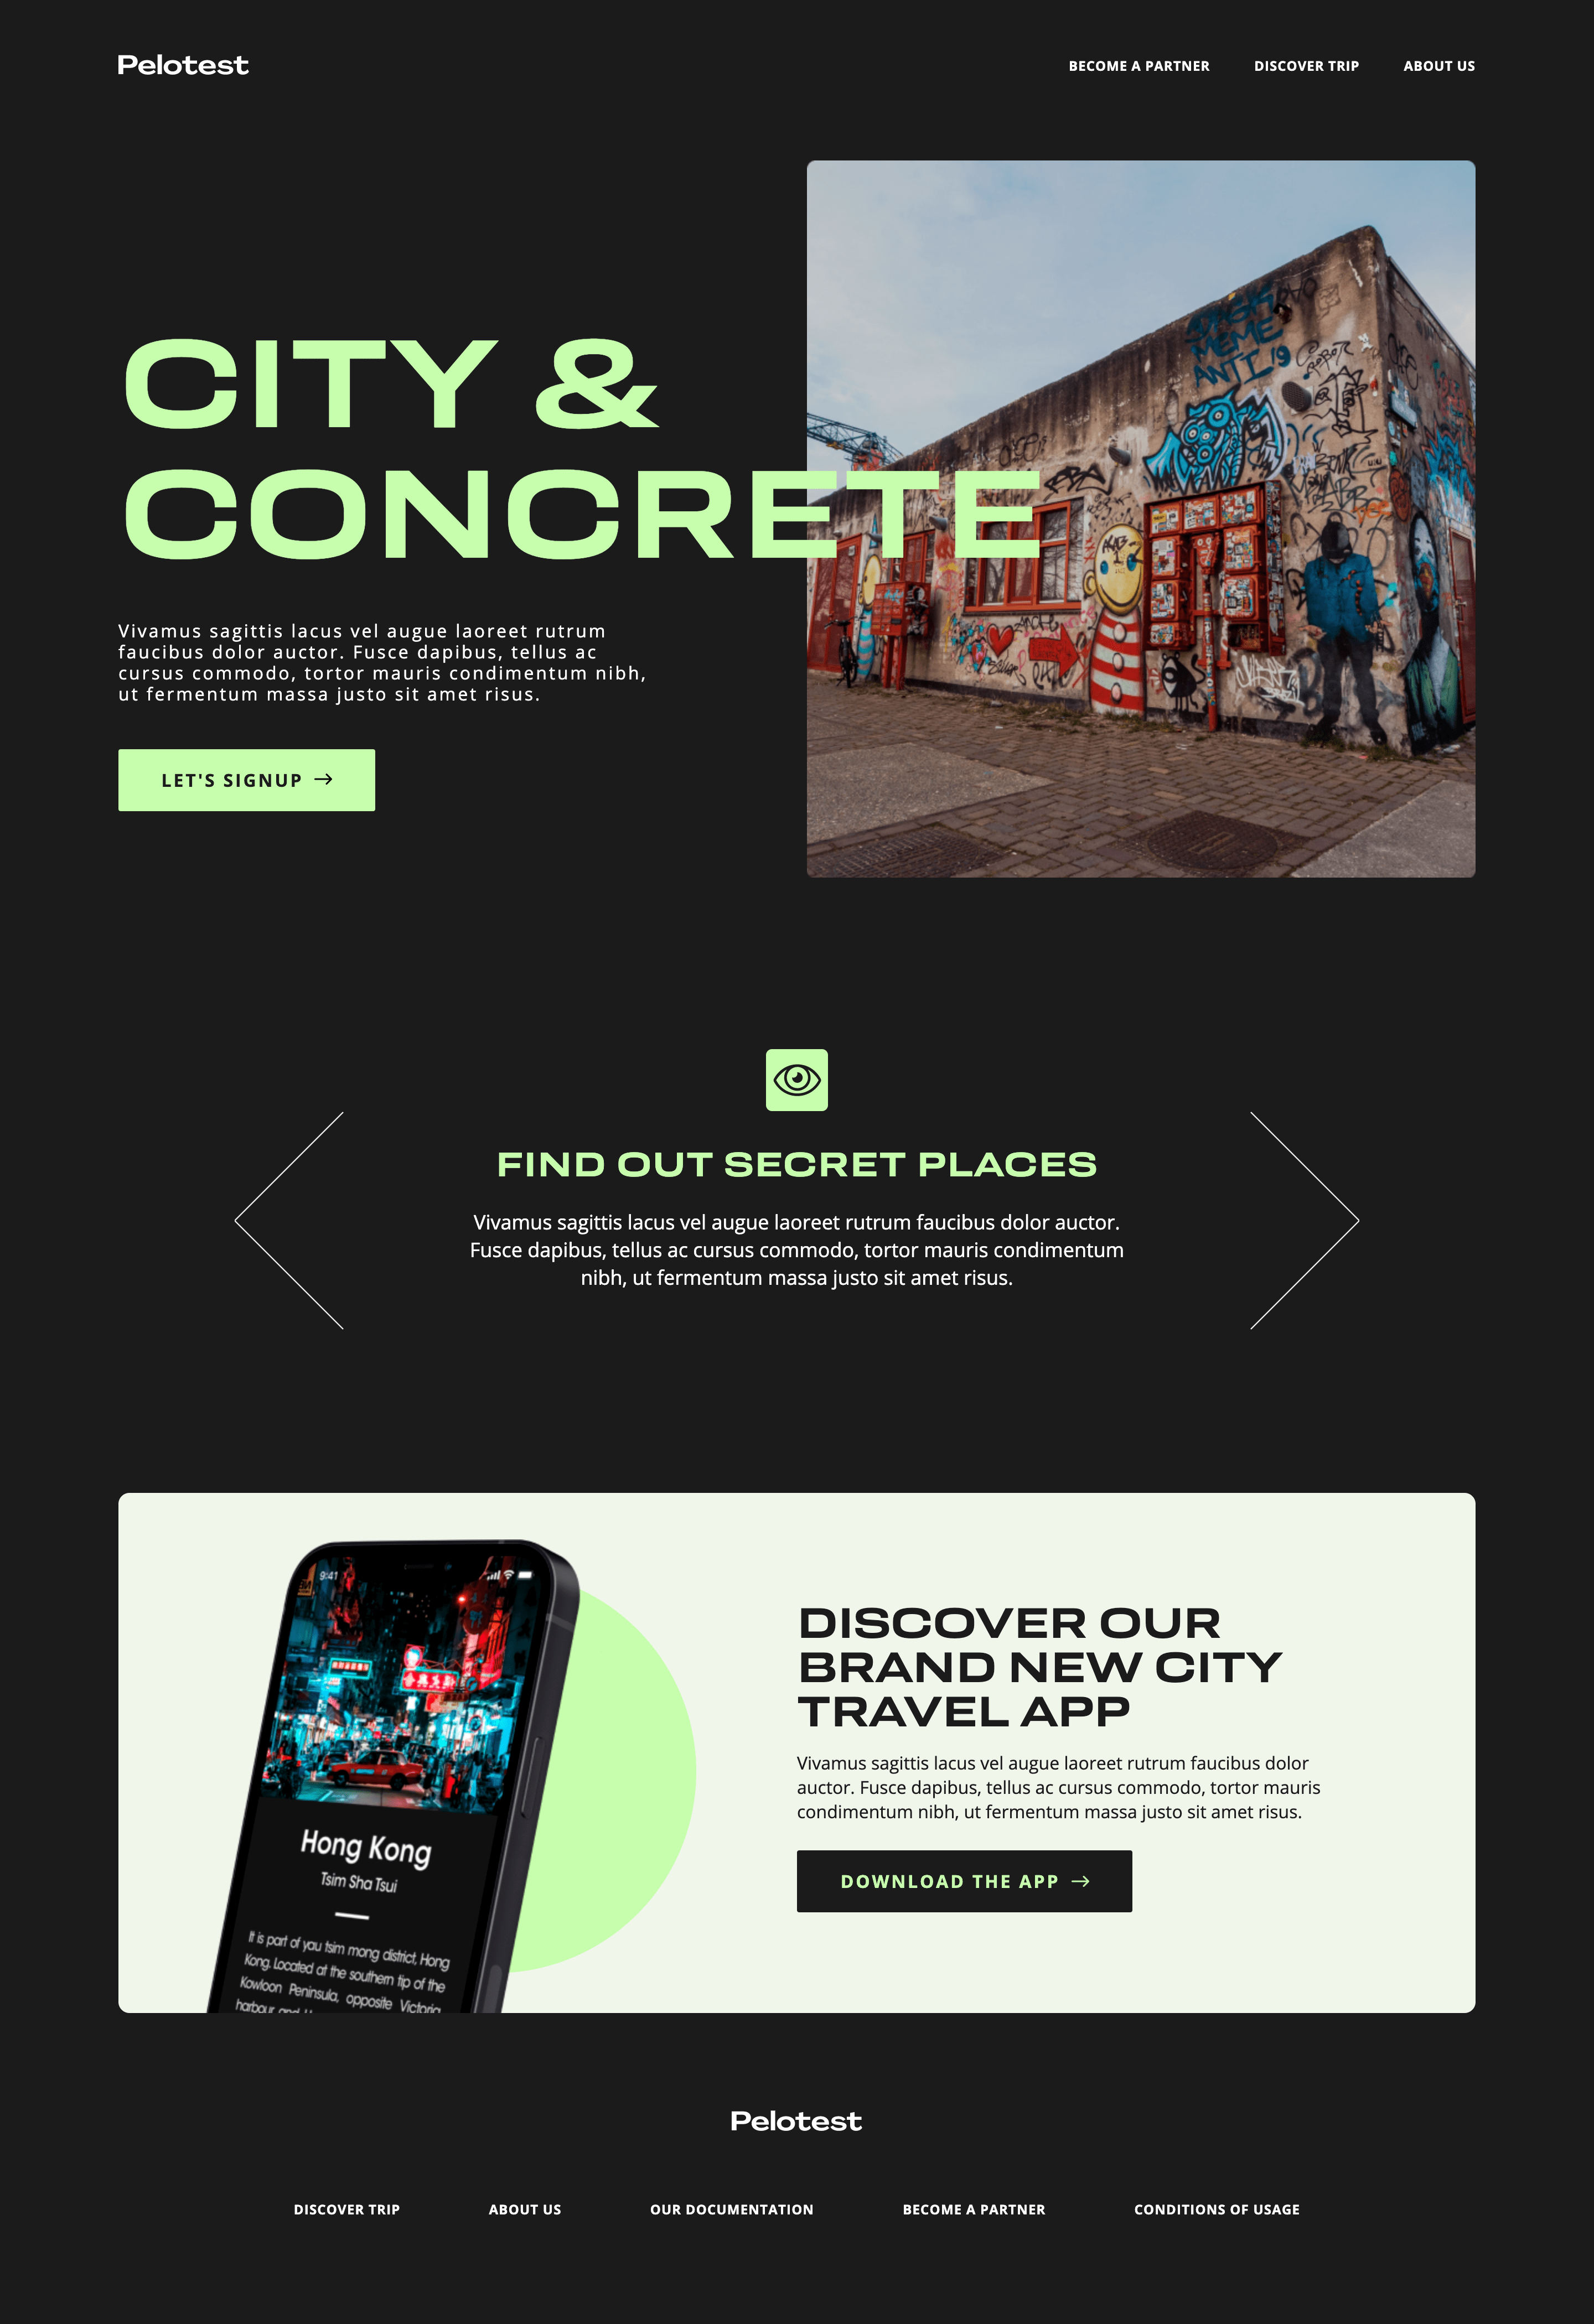 Pelotest
BECOME A PARTNER
DISCOVER TRIP
ABOUT US
CITY &
CONCRETE
MEME
ANTI '19
Vivamus sagittis lacus vel augue laoreet rutrum
faucibus dolor auctor. Fusce dapibus, tellus ac
cursus commodo, tortor mauris condimentum nibh,
ut fermentum massa justo sit amet risus.
LET'S SIGNUP
FIND OUT SECRET PLACES
Vivamus sagittis lacus vel augue laoreet rutrum faucibus dolor auctor.
Fusce dapibus, tellus ac cursus commodo, tortor mauris condimentum
nibh, ut fermentum massa justo sit amet risus.
9:41
Hong Kong
Tsim Sha Tsui
It is part of yau tsim mong district, Hong
Kong. Located at the southern tip of the
Kowloon Peninsula, opposite Victoria
harbour and
DISCOVER OUR
BRAND NEW CITY
TRAVEL APP
Vivamus sagittis lacus vel augue laoreet rutrum faucibus dolor
auctor. Fusce dapibus, tellus ac cursus commodo, tortor mauris
condimentum nibh, ut fermentum massa justo sit amet risus.
DOWNLOAD THE APP
Pelotest
DISCOVER TRIP
ABOUT US
OUR DOCUMENTATION
BECOME A PARTNER
CONDITIONS OF USAGE